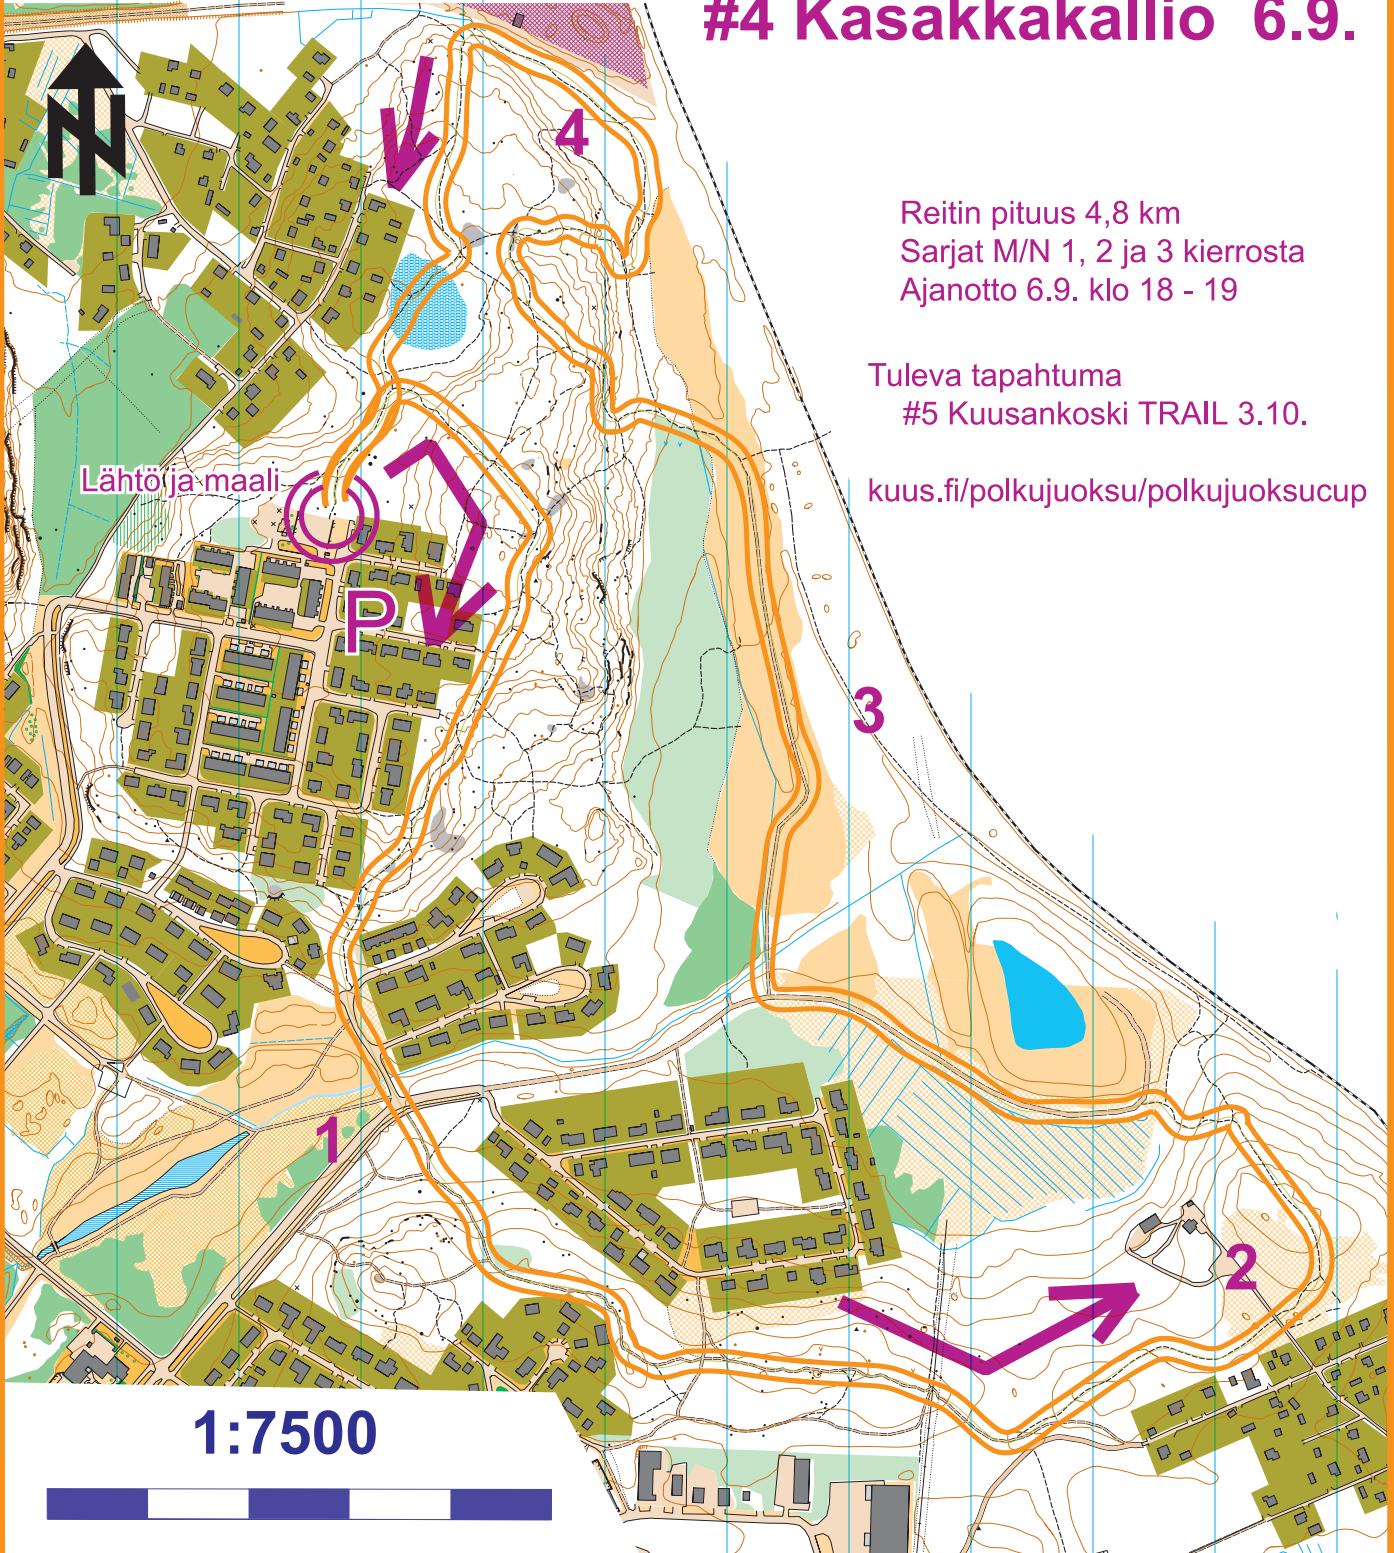 #4 Kasakkakallio 6.9.
N
4
Reitin pituus 4,8 km
Sarjat M/N 1, 2 ja 3 kierrosta
Ajanotto 6.9. klo 18 - 19
Tuleva tapahtuma
#5 Kuusankoski TRAIL 3.10.
kuus.fi/polkujuoksu/polkujuoksucup
Lähtö ja maali
P
3
1
2
1:7500